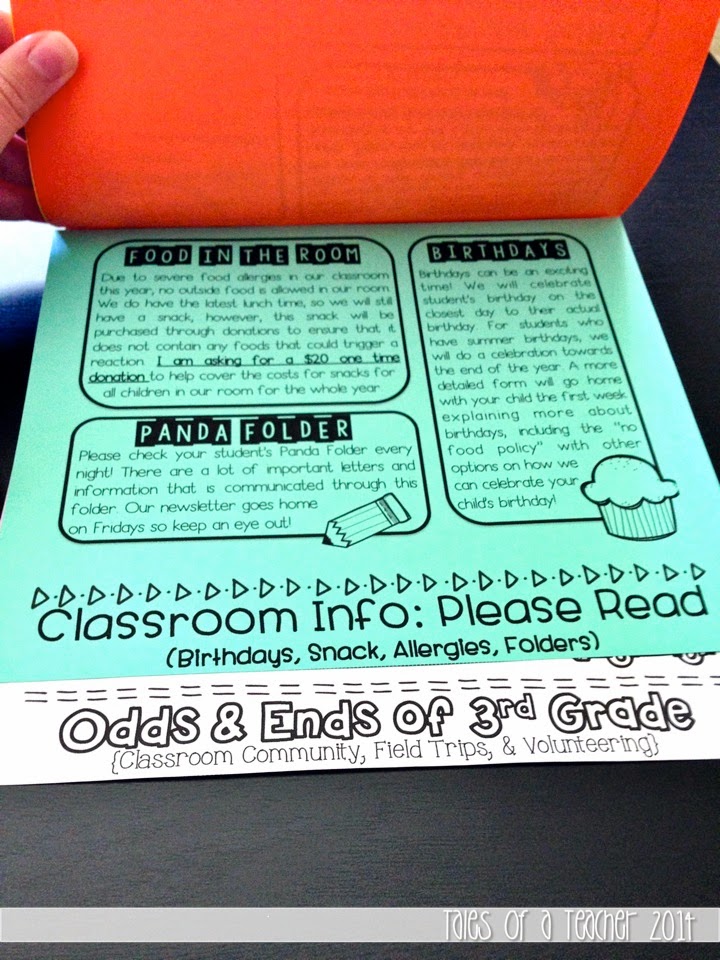 FOOD IN THE ROOM
Due to severe food allergies in our classroom
this year, no outside food is allowed in our room.
We do have the latest lunch time, so we will still
have a snack, however, this snack will be
purchased through donations to ensure that it
does not contain any foods that could trigger a
reaction. I am asking for a $20 one time
donation to help cover the costs for snacks for
all children in our room for the whole year
PANDA FOLDER
Please check your student's Panda Folder every
night! There are a lot of important letters and
information that is communicated through this
folder. Our newsletter goes home
on Fridays so keep an eye out!
BIRTHDAYS
Birthdays can be an exciting
time! We will celebrate
student's birthday on the
closest day to their actual
birthday. For students who
have summer birthdays, we
will do a celebration towards
the end of the year. A more
detailed form will go home
with your child the first week
explaining more about
birthdays, including the "no
food policy" with other
options on how we
can celebrate your
child's birthday!
Classroom Info: Please Read
(Birthdays, Snack, Allergies, Folders)
Odds & Ends of 3rd Grade
{Classroom Community, Field Trips, & Volunteering}
Tales of a Teacher 2014